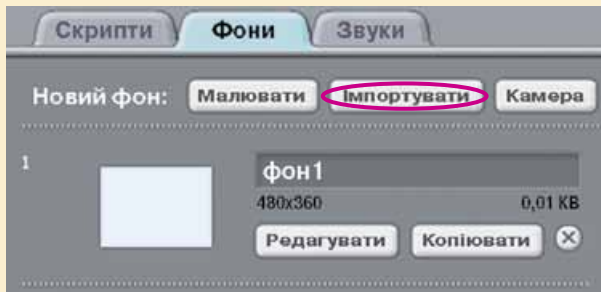 Скрипти Фони Звуки
Новий фон: Малювати Імпортувати Камера
1
фон1
480x360 0,01 KB
Редагувати Копіювати